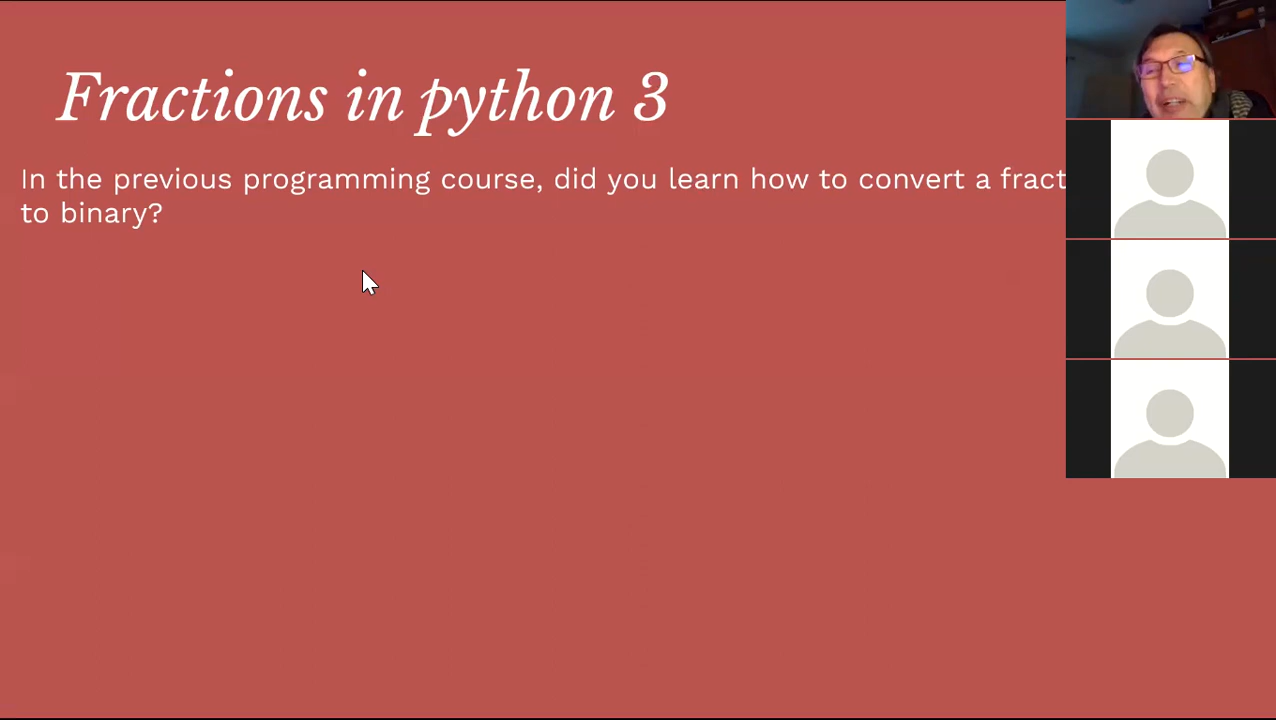 Fractions in python 3
In the previous programming course, did you learn how to convert a fract
to binary?